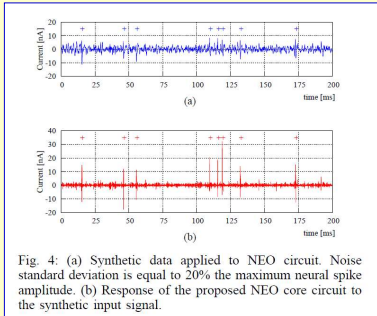 20
10
0
-10
-20
Current [nA]
0 25 50 75 100 125 150 175 200
time [ms]
(a)
40
30
20
10
0
-10
-20
Current [nA]
0 25 50 75 100 125 150 175 200
time [ms]
(b)
Fig. 4: (a) Synthetic data applied to NEO circuit. Noise
standard deviation is equal to 20% the maximum neural spike
amplitude. (b) Response of the proposed NEO core circuit to
the synthetic input signal.